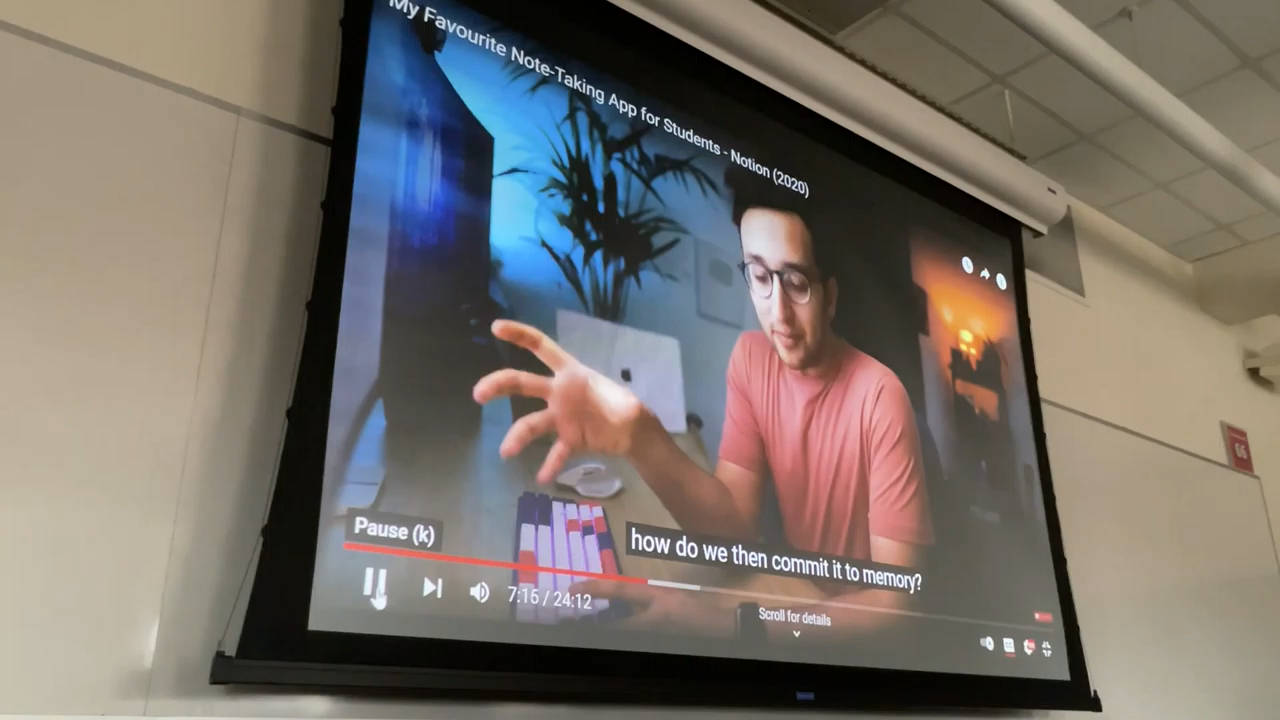 My Favourite Note-Taking App for Students - Notion (2020)
Pause (k)
how do we then commit it to memory?
7:15 / 24:12
Scroll for details